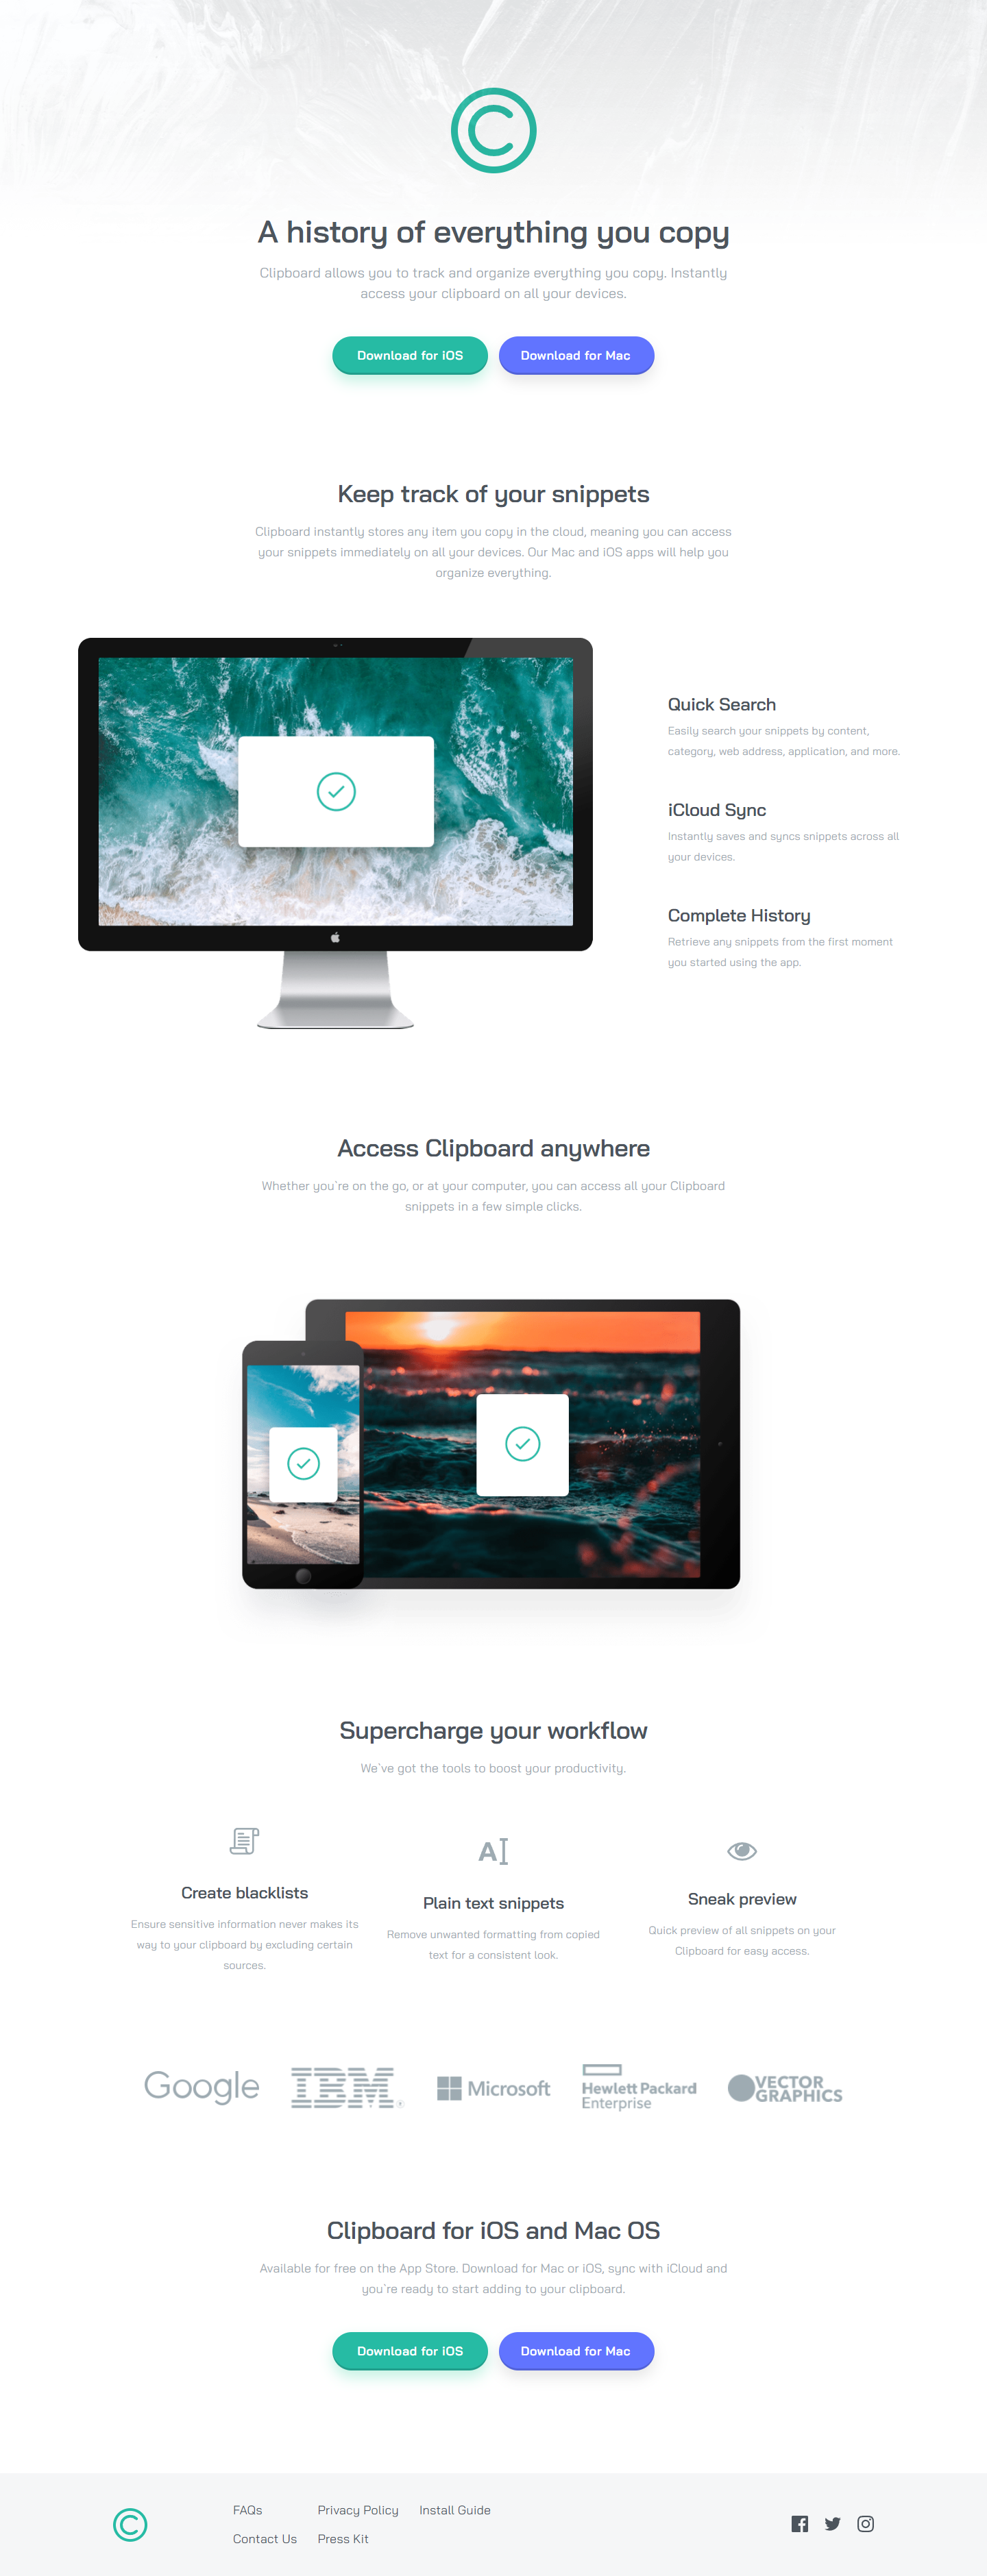 A history of everything you copy
Clipboard allows you to track and organize everything you copy. Instantly
access your clipboard on all your devices.
Download for iOS
Download for Mac
Keep track of your snippets
Clipboard instantly stores any item you copy in the cloud, meaning you can access
your snippets immediately on all your devices. Our Mac and iOS apps will help you
organize everything.
Quick Search
Easily search your snippets by content,
category, web address, application, and more.
iCloud Sync
Instantly saves and syncs snippets across all
your devices.
Complete History
Retrieve any snippets from the first moment
you started using the app.
Access Clipboard anywhere
Whether you`re on the go, or at your computer, you can access all your Clipboard
snippets in a few simple clicks.
Supercharge your workflow
We`ve got the tools to boost your productivity.
Create blacklists
Ensure sensitive information never makes its
way to your clipboard by excluding certain
sources.
A
Plain text snippets
Remove unwanted formatting from copied
text for a consistent look.
Sneak preview
Quick preview of all snippets on your
Clipboard for easy access.
Google
IBM
Microsoft
Hewlett Packard
Enterprise
VECTOR
GRAPHICS
Clipboard for iOS and Mac OS
Available for free on the App Store. Download for Mac or iOS, sync with iCloud and
you`re ready to start adding to your clipboard.
Download for iOS
Download for Mac
FAQs
Contact Us
Privacy Policy
Press Kit
Install Guide